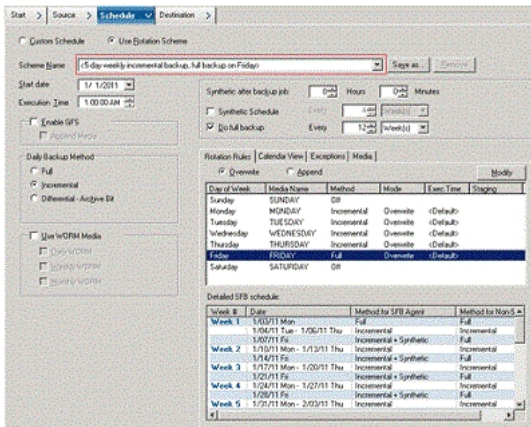 Start Source Schedule Destination
Custom Schedule Use Rotation Scheme
Scheme Name <5-day weekly incremental backup, full backup on Friday> Save as... Remove
Start date 1/ 1/2011
Execution Time 1:00:00 AM
Enable GFS
Append Media
Daily Backup Method
Full
Incremental
Differential - Archive Bit
Use WORM Media
Daily WORM
Weekly WORM
Monthly WORM
Synthetic after backup job: 0 Hours 0 Minutes
Synthetic Schedule Every 4 Week(s)
Do full backup Every 12 Week(s)
Rotation Rules Calendar View Exceptions Media
Overwrite Append Modify
Day of Week Media Name Method Mode Exec Time Staging
Sunday SUNDAY Off
Monday MONDAY Incremental Overwrite <Default>
Tuesday TUESDAY Incremental Overwrite <Default>
Wednesday WEDNESDAY Incremental Overwrite <Default>
Thursday THURSDAY Incremental Overwrite <Default>
Friday FRIDAY Full Overwrite <Default>
Saturday SATURDAY Off
Detailed SFB schedule:
Week # Date Method for SFB Agent Method for Non-S
Week 1 1/03/11 Mon Full Full
1/04/11 Tue - 1/06/11 Thu Incremental Incremental
1/07/11 Fri Incremental + Synthetic Full
Week 2 1/10/11 Mon - 1/13/11 Thu Incremental Incremental
1/14/11 Fri Incremental + Synthetic Full
Week 3 1/17/11 Mon - 1/20/11 Thu Incremental Incremental
1/21/11 Fri Incremental + Synthetic Full
Week 4 1/24/11 Mon - 1/27/11 Thu Incremental Incremental
1/28/11 Fri Incremental + Synthetic Full
Week 5 1/31/11 Mon - 2/03/11 Thu Incremental Incremental